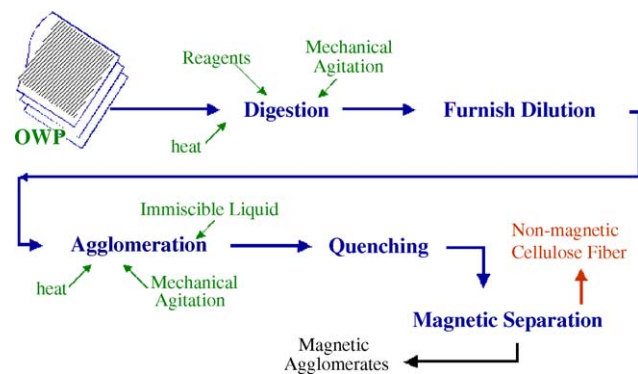 Reagents
Mechanical
Agitation
OWP
Digestion
Furnish Dilution
heat
Immiscible Liquid
Agglomeration
Quenching
Non-magnetic
Cellulose Fiber
heat
Mechanical
Agitation
Magnetic Separation
Magnetic
Agglomerates